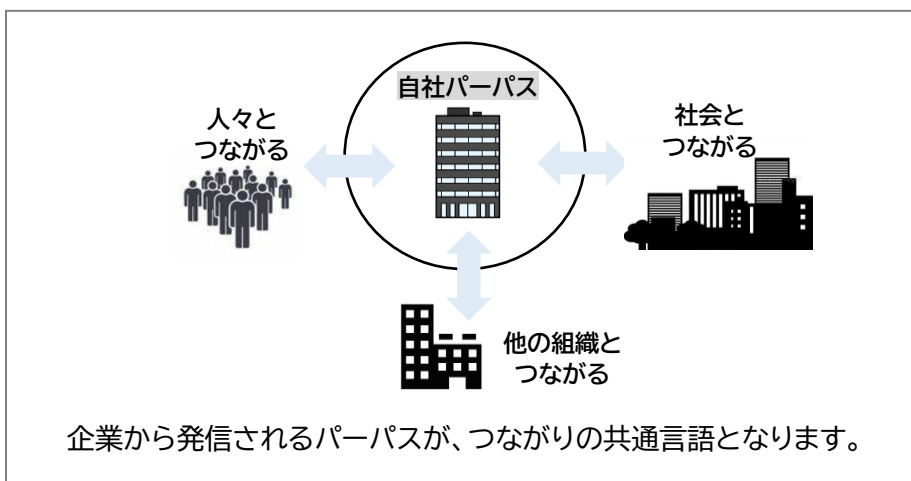 自社パーパス
人々と
つながる
社会と
つながる
他の組織と
つながる
企業から発信されるパーパスが、つながりの共通言語となります。